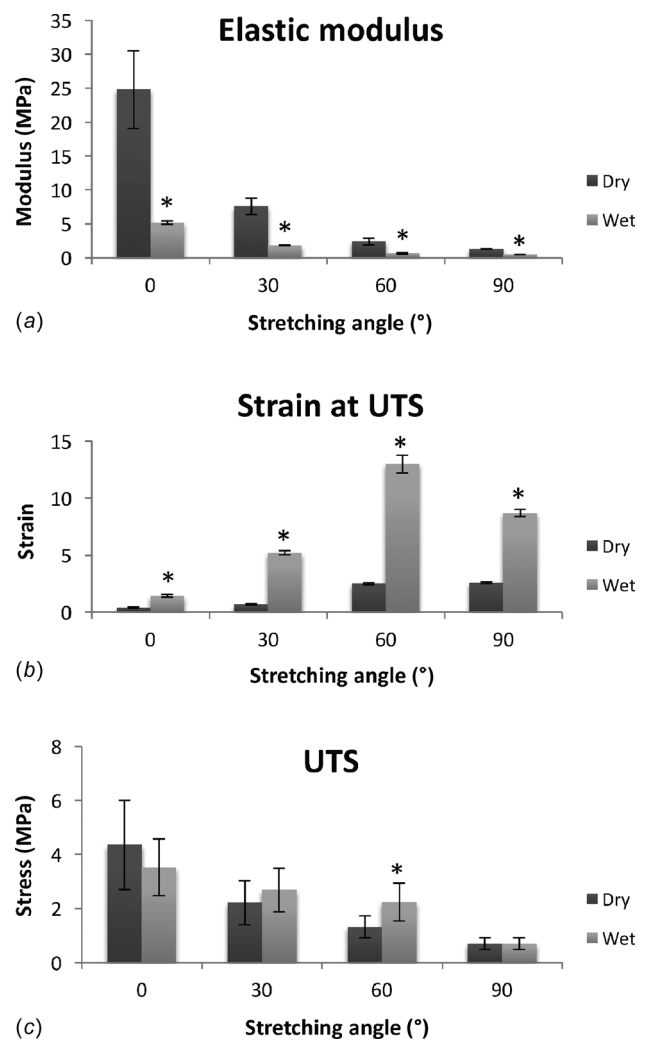 Elastic modulus
35
30
25
20
15
10
5
0
Modulus (MPa)
*
*
*
*
Dry
Wet
0 30 60 90
Stretching angle (°)
(a)
Strain at UTS
15
10
5
0
Strain
*
*
*
*
Dry
Wet
0 30 60 90
Stretching angle (°)
(b)
UTS
8
6
4
2
0
Stress (MPa)
*
Dry
Wet
0 30 60 90
Stretching angle (°)
(c)